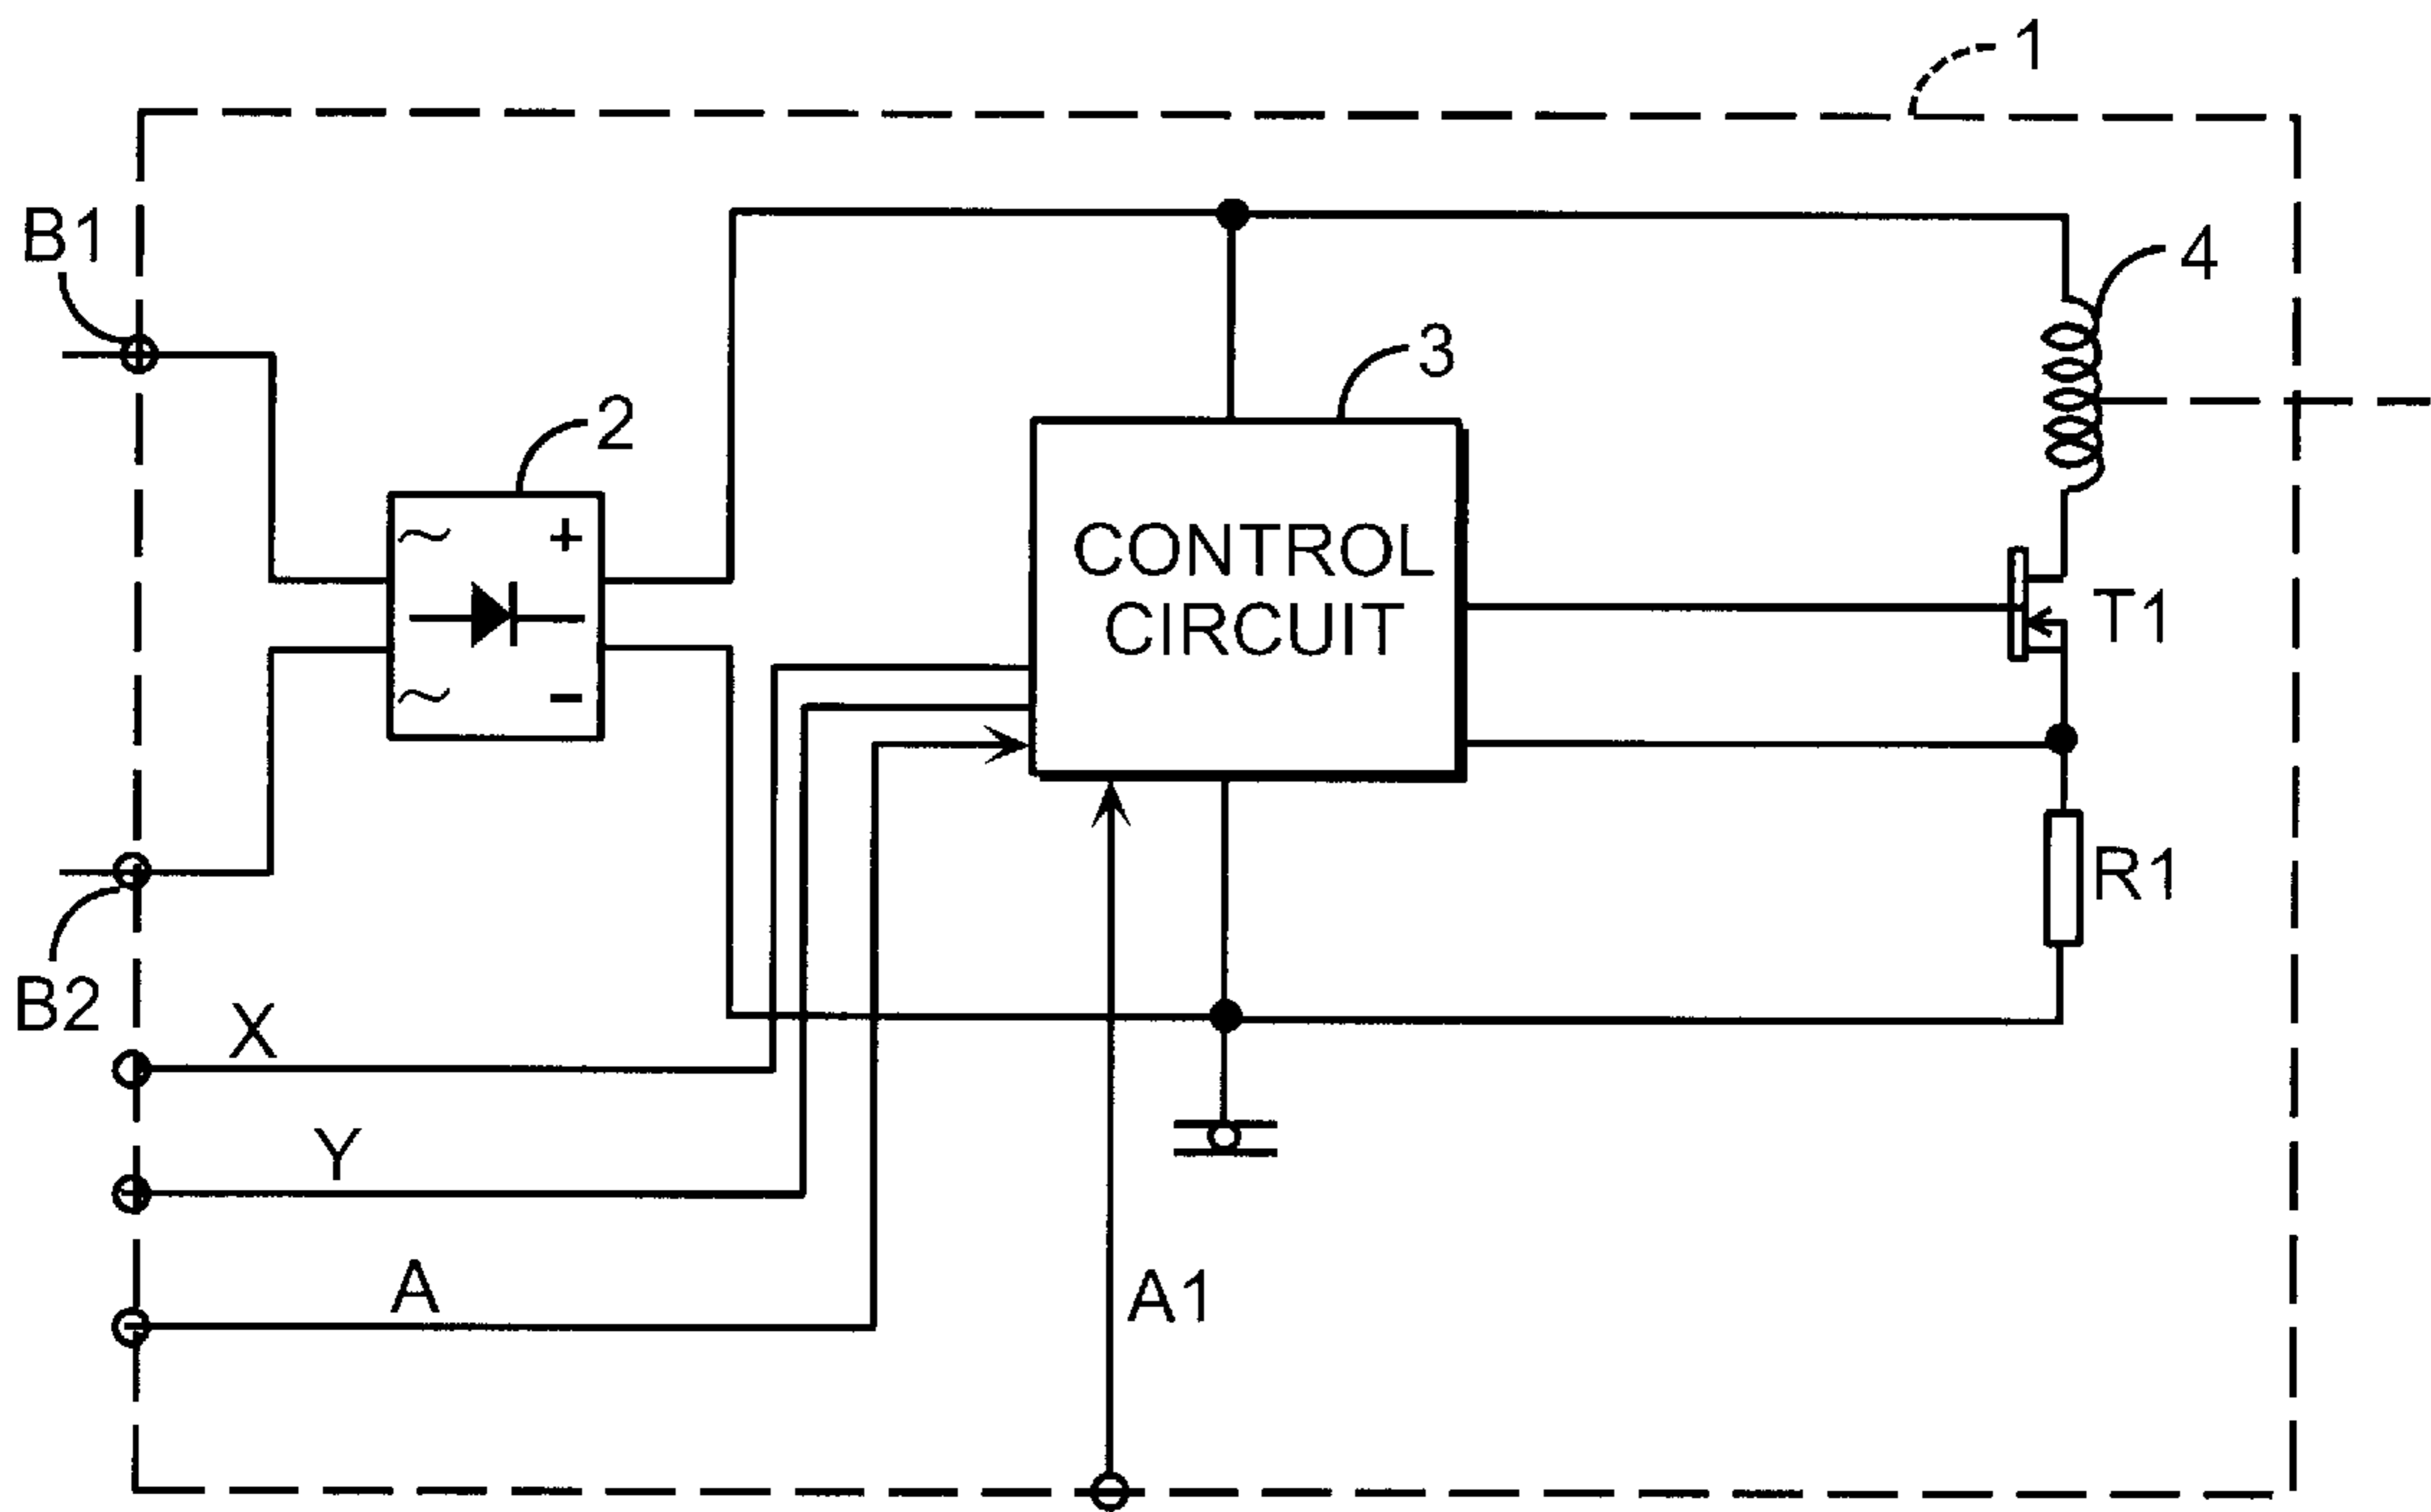 1
B1
4
3
2
~ +
CONTROL
CIRCUIT
T1
~ -
R1
B2
X
Y
A
A1